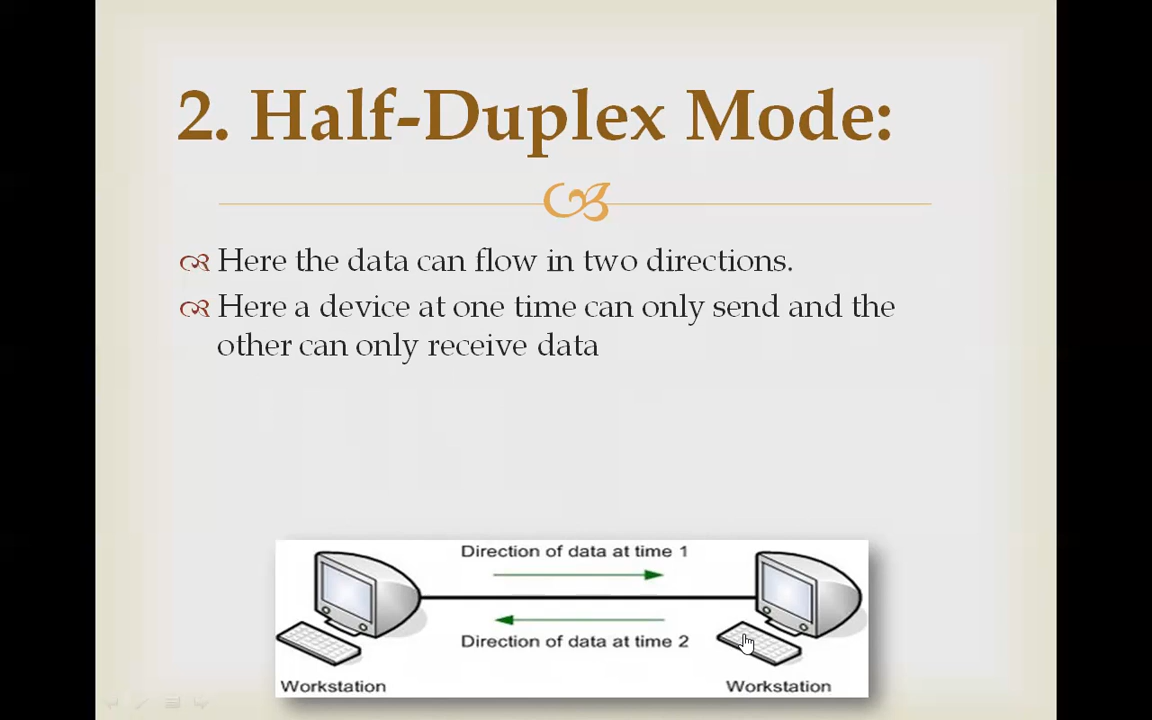 2. Half-Duplex Mode:
Here the data can flow in two directions.
Here a device at one time can only send and the
other can only receive data
Direction of data at time 1
Direction of data at time 2
Workstation
Workstation